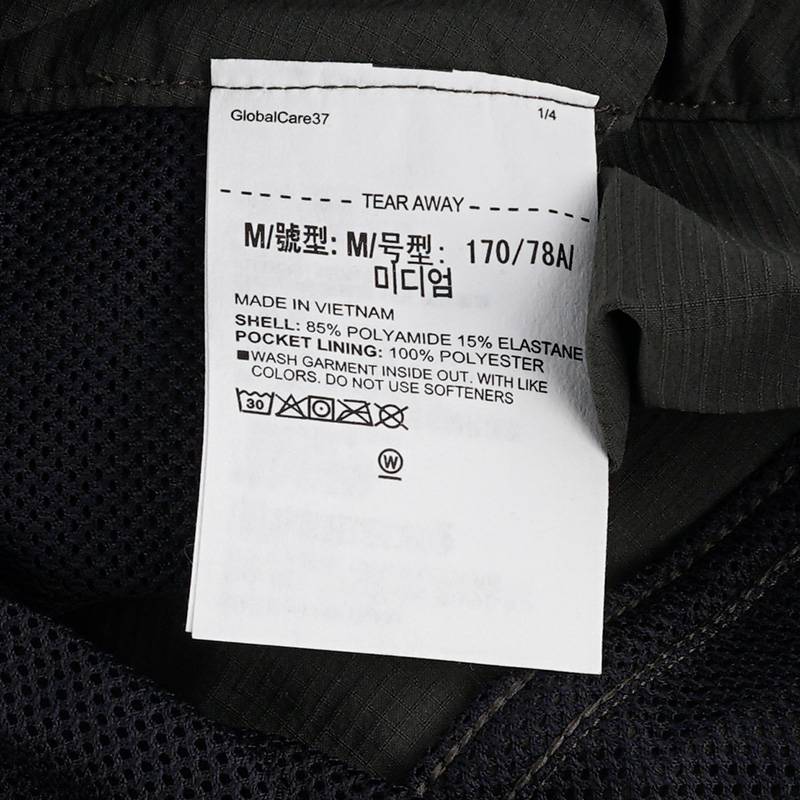 GlobalCare37 1/4
TEAR AWAY
M/號型: M/号型: 170/78A/
미디엄
MADE IN VIETNAM
SHELL: 85% POLYAMIDE 15% ELASTANE
POCKET LINING: 100% POLYESTER
■WASH GARMENT INSIDE OUT. WITH LIKE
COLORS. DO NOT USE SOFTENERS
30
W